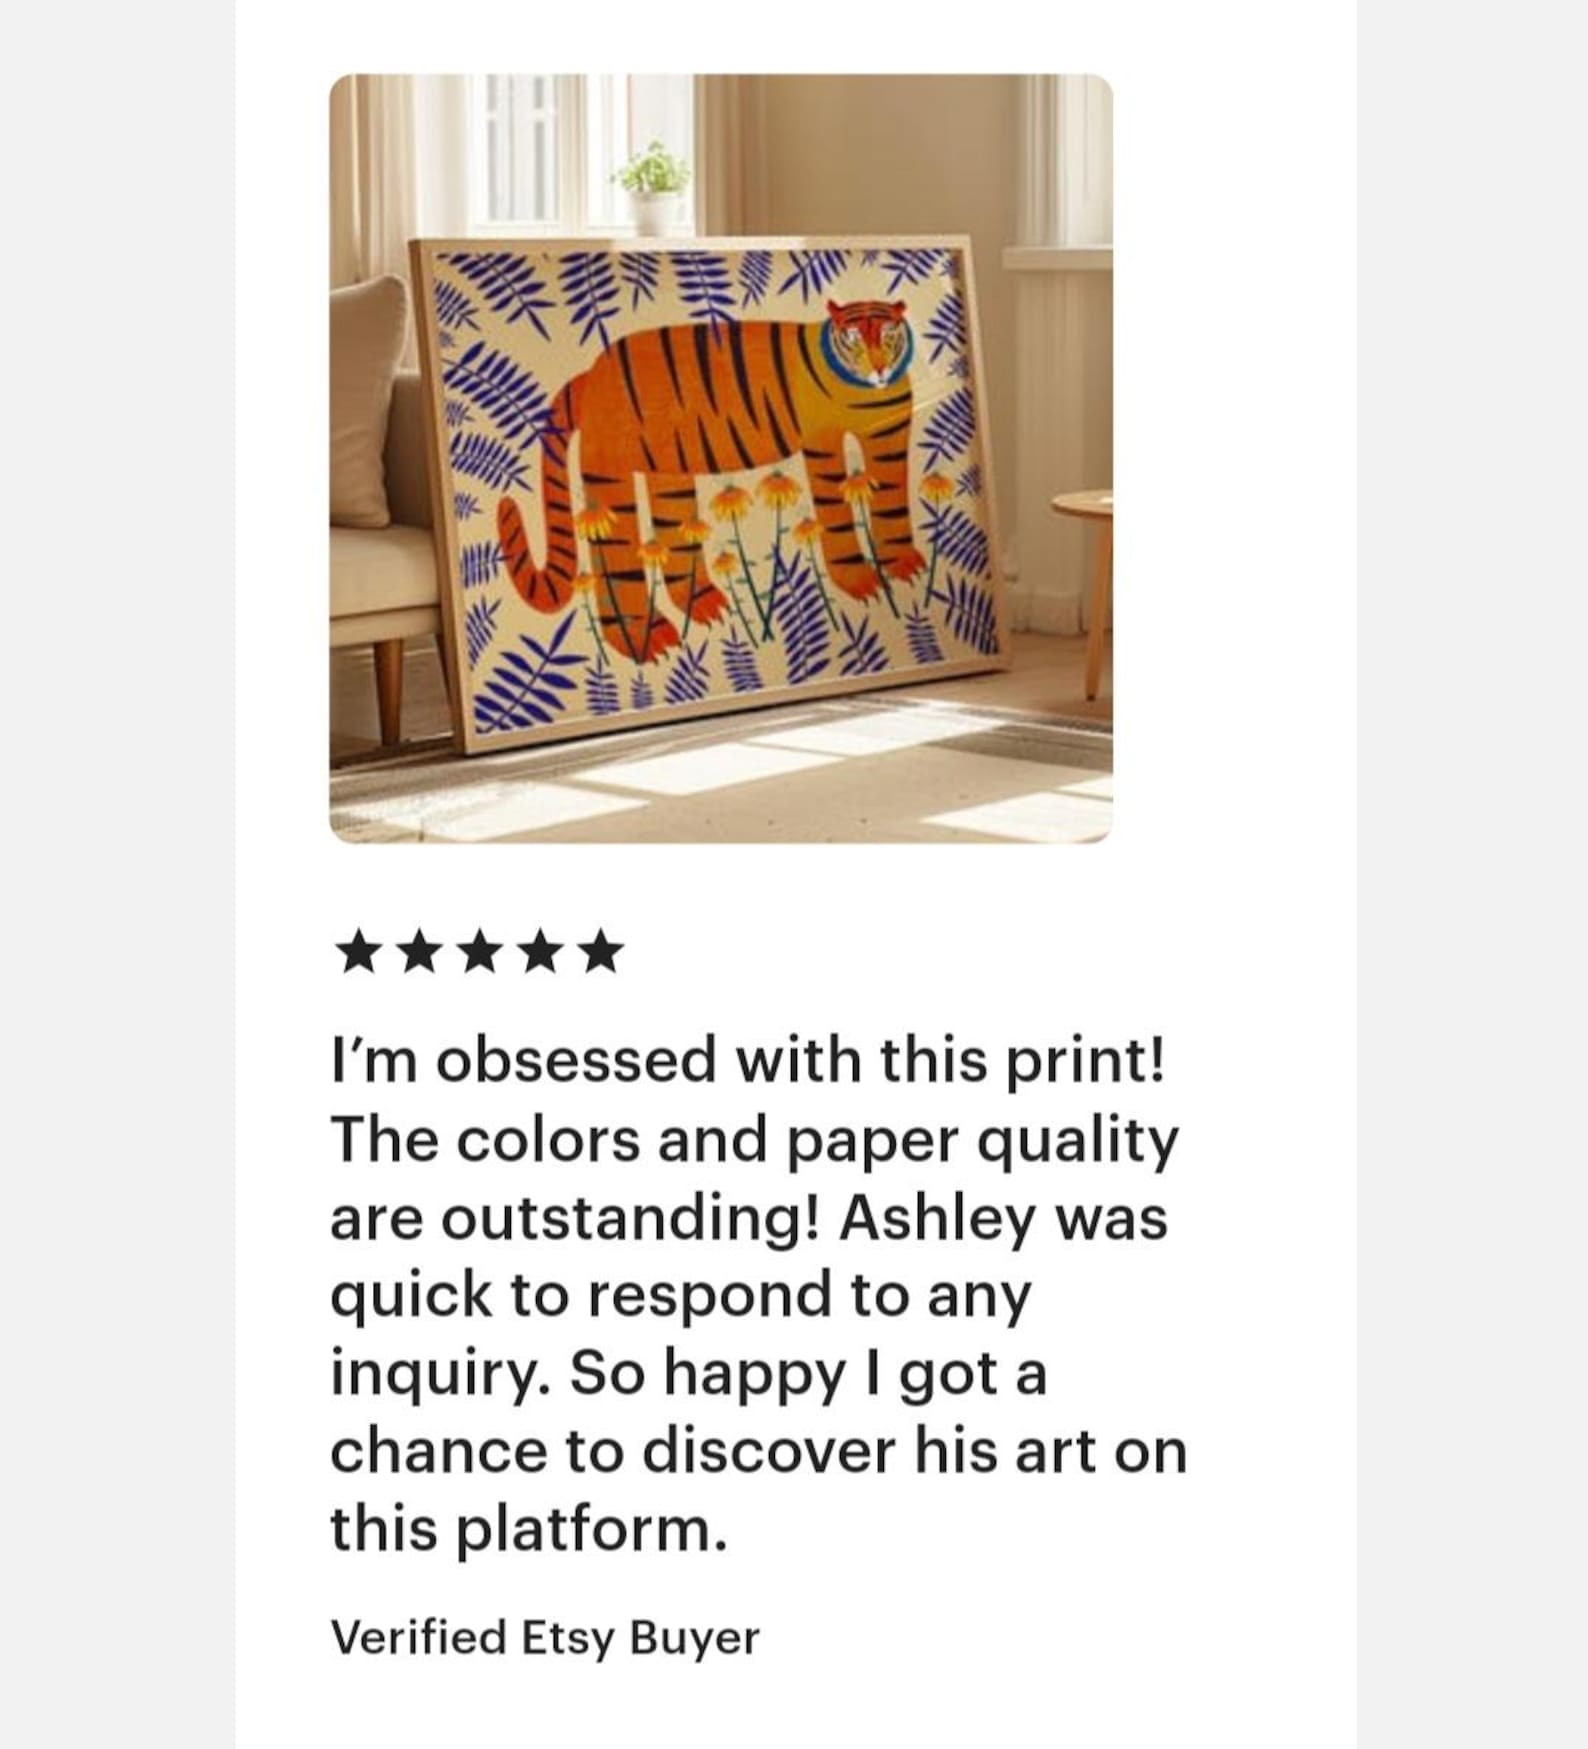 I’m obsessed with this print!
The colors and paper quality
are outstanding! Ashley was
quick to respond to any
inquiry. So happy I got a
chance to discover his art on
this platform.
Verified Etsy Buyer